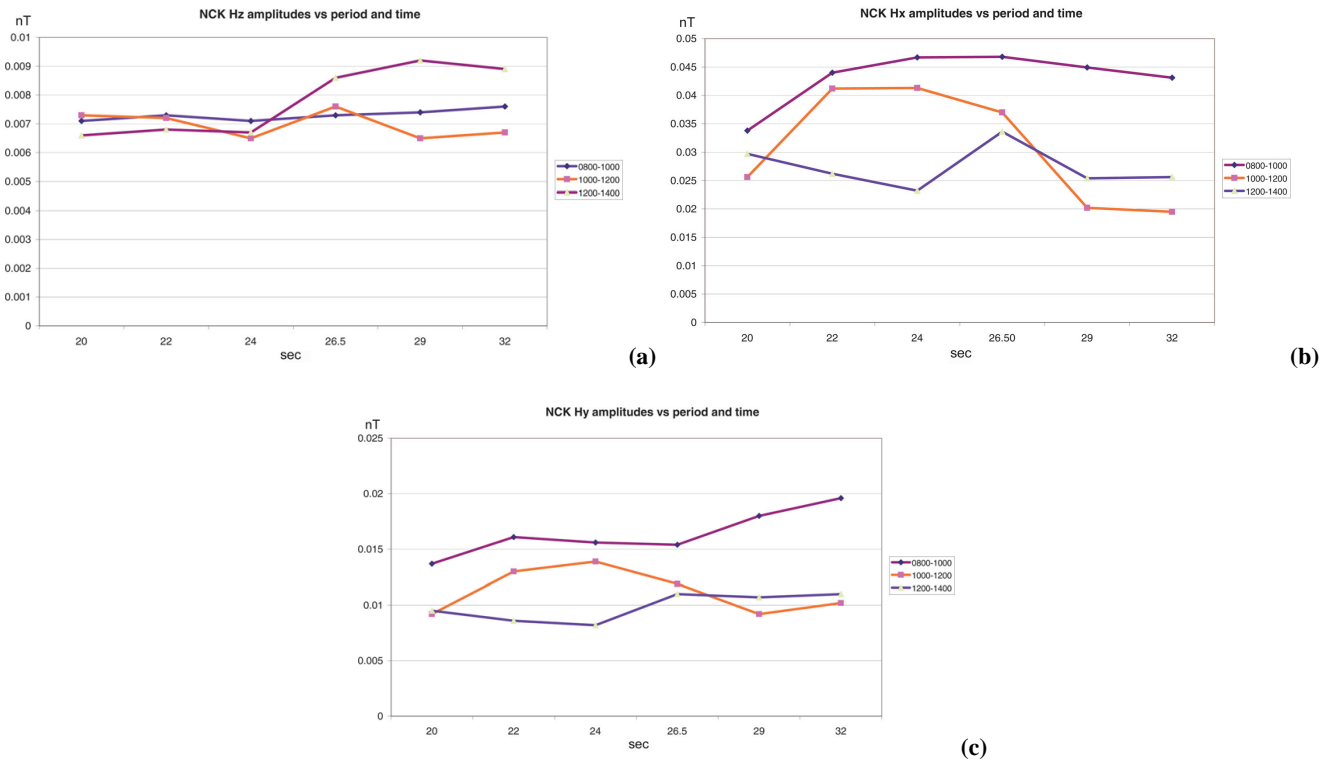 NCK Hz amplitudes vs period and time
nT
0.01
0.009
0.008
0.007
0.006
0.005
0.004
0.003
0.002
0.001
0
20 22 24 26.5 29 32
sec
0800-1000
1000-1200
1200-1400
(a)
NCK Hx amplitudes vs period and time
nT
0.05
0.045
0.04
0.035
0.03
0.025
0.02
0.015
0.01
0.005
0
20 22 24 26.50 29 32
sec
0800-1000
1000-1200
1200-1400
(b)
NCK Hy amplitudes vs period and time
nT
0.025
0.02
0.015
0.01
0.005
0
20 22 24 26.5 29 32
sec
0800-1000
1000-1200
1200-1400
(c)